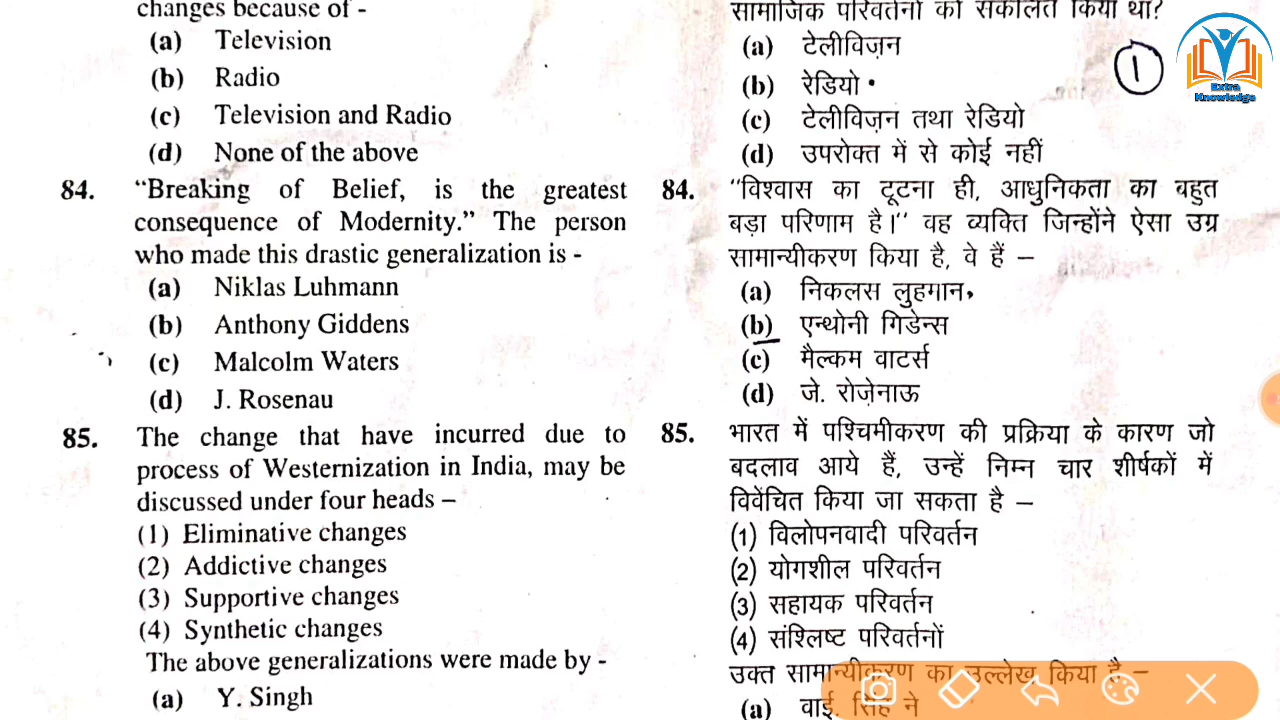 changes because of -
(a) Television
(b) Radio
(c) Television and Radio
(d) None of the above
84. “Breaking of Belief, is the greatest
consequence of Modernity.” The person
who made this drastic generalization is -
(a) Niklas Luhmann
(b) Anthony Giddens
(c) Malcolm Waters
(d) J. Rosenau
85. The change that have incurred due to
process of Westernization in India, may be
discussed under four heads –
(1) Eliminative changes
(2) Addictive changes
(3) Supportive changes
(4) Synthetic changes
The above generalizations were made by -
(a) Y. Singh
सामाजिक परिवर्तनों को संकलित किया था?
(a) टेलीविज़न
(b) रेडियो
(c) टेलीविज़न तथा रेडियो
(d) उपरोक्त में से कोई नहीं
84. “विश्वास का टूटना ही, आधुनिकता का बहुत
बड़ा परिणाम है।” वह व्यक्ति जिन्होंने ऐसा उग्र
सामान्यीकरण किया है, वे हैं –
(a) निकलस लुहमान
(b) एन्थोनी गिडेन्स
(c) मैल्कम वाटर्स
(d) जे. रोज़ेनाऊ
85. भारत में पश्चिमीकरण की प्रक्रिया के कारण जो
बदलाव आये हैं, उन्हें निम्न चार शीर्षकों में
विवेंचित किया जा सकता है –
(1) विलोपनवादी परिवर्तन
(2) योगशील परिवर्तन
(3) सहायक परिवर्तन
(4) संश्लिष्ट परिवर्तनों
उक्त सामान्यीकरण का उल्लेख किया है –
(a) वाई. सिंह ने
1
Extra
Knowledge